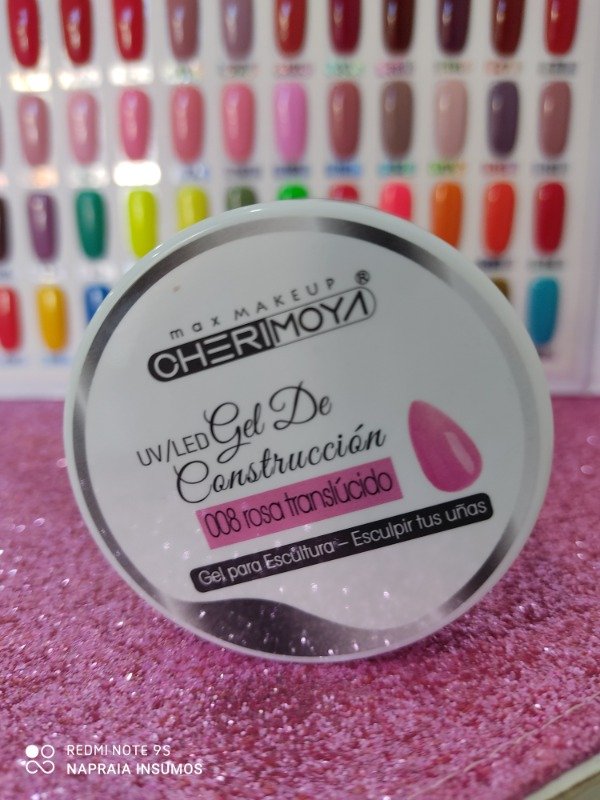 max MAKEUP ®
CHERIMOYA
UV/LED Gel De
Construcción
008 rosa translúcido
Gel para Escultura - Esculpir tus uñas
REDMI NOTE 9S
NAPRAIA INSUMOS